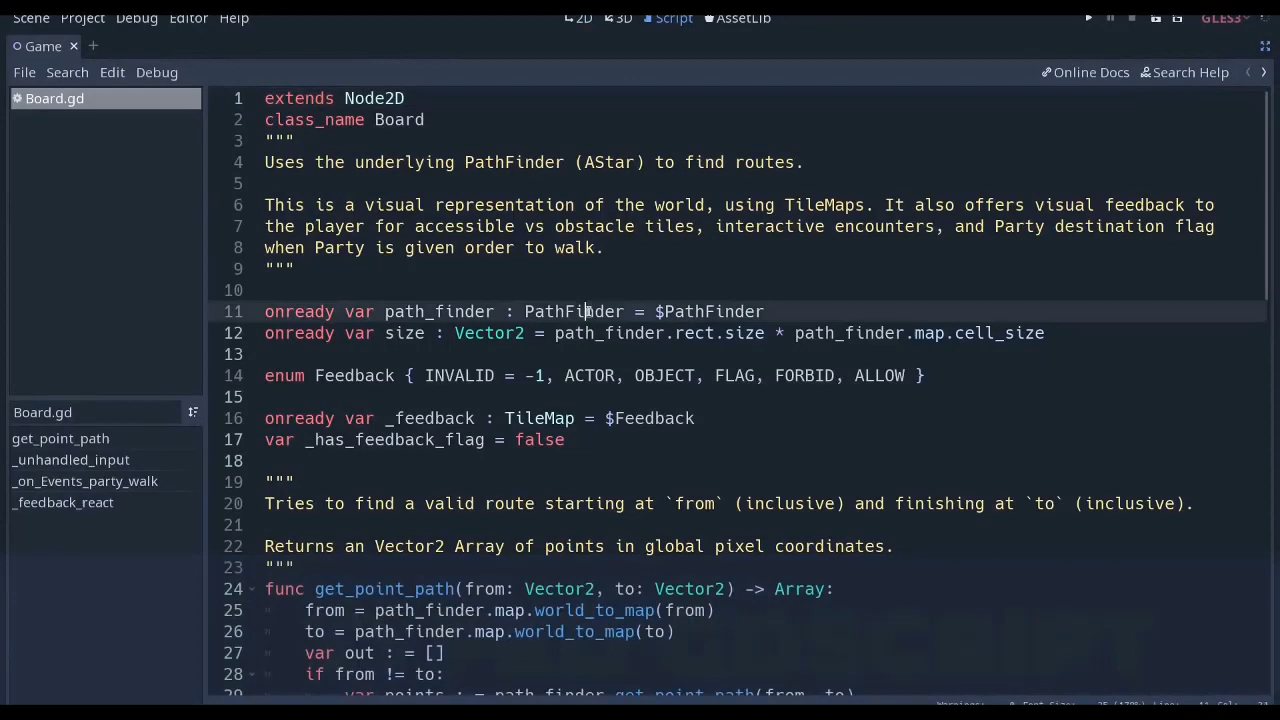 Scene Project Debug Editor Help 2D 3D Script AssetLib GLES3
Game
File Search Edit Debug Online Docs Search Help
Board.gd
Board.gd
get_point_path
_unhandled_input
_on_Events_party_walk
_feedback_react
1 extends Node2D
2 class_name Board
3 """
4 Uses the underlying PathFinder (AStar) to find routes.
5
6 This is a visual representation of the world, using TileMaps. It also offers visual feedback to
7 the player for accessible vs obstacle tiles, interactive encounters, and Party destination flag
8 when Party is given order to walk.
9 """
10
11 onready var path_finder : PathFinder = $PathFinder
12 onready var size : Vector2 = path_finder.rect.size * path_finder.map.cell_size
13
14 enum Feedback { INVALID = -1, ACTOR, OBJECT, FLAG, FORBID, ALLOW }
15
16 onready var _feedback : TileMap = $Feedback
17 var _has_feedback_flag = false
18
19 """
20 Tries to find a valid route starting at `from` (inclusive) and finishing at `to` (inclusive).
21
22 Returns an Vector2 Array of points in global pixel coordinates.
23 """
24 func get_point_path(from: Vector2, to: Vector2) -> Array:
25 from = path_finder.map.world_to_map(from)
26 to = path_finder.map.world_to_map(to)
27 var out : = []
28 if from != to:
29 var points : = path_finder.get_point_path(from, to)